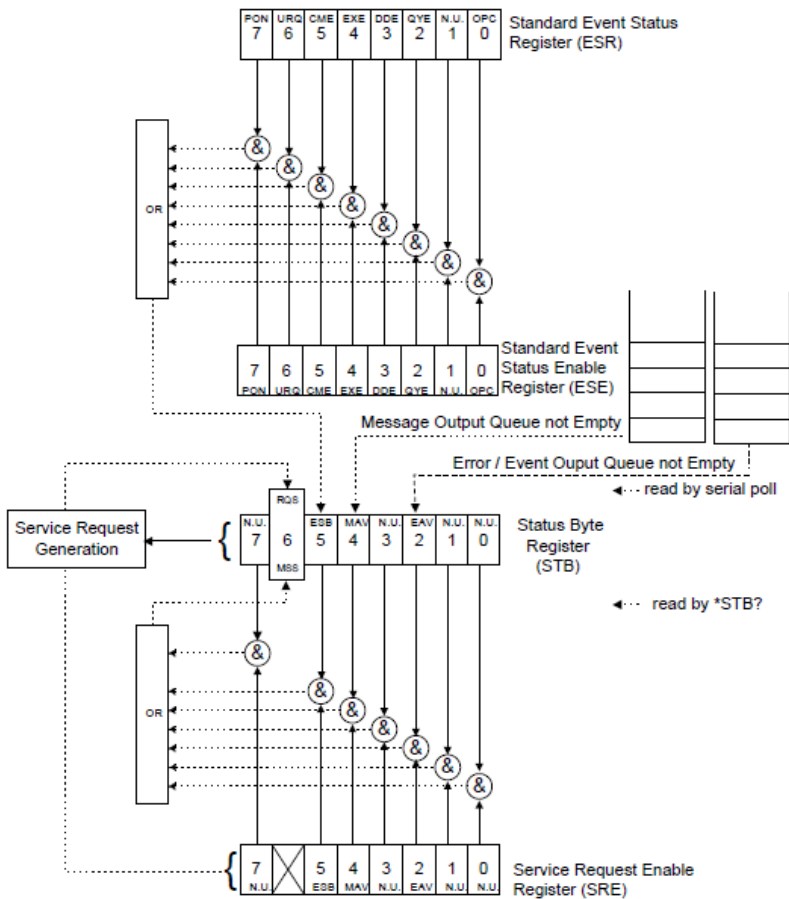 PON URQ CME EXE DDE QYE N.U. OPC
7 6 5 4 3 2 1 0
Standard Event Status
Register (ESR)
&
&
&
&
&
&
&
&
OR
7 6 5 4 3 2 1 0
PON URQ CME EXE DDE QYE N.U. OPC
Standard Event
Status Enable
Register (ESE)
Message Output Queue not Empty
Error / Event Ouput Queue not Empty
read by serial poll
RQS
N.U. ESB MAV N.U. EAV N.U. N.U.
7 6 5 4 3 2 1 0
MSS
Service Request
Generation
{
Status Byte
Register
(STB)
read by *STB?
&
&
&
&
&
&
&
OR
{
7 5 4 3 2 1 0
N.U. ESB MAV N.U. EAV N.U. N.U.
Service Request Enable
Register (SRE)